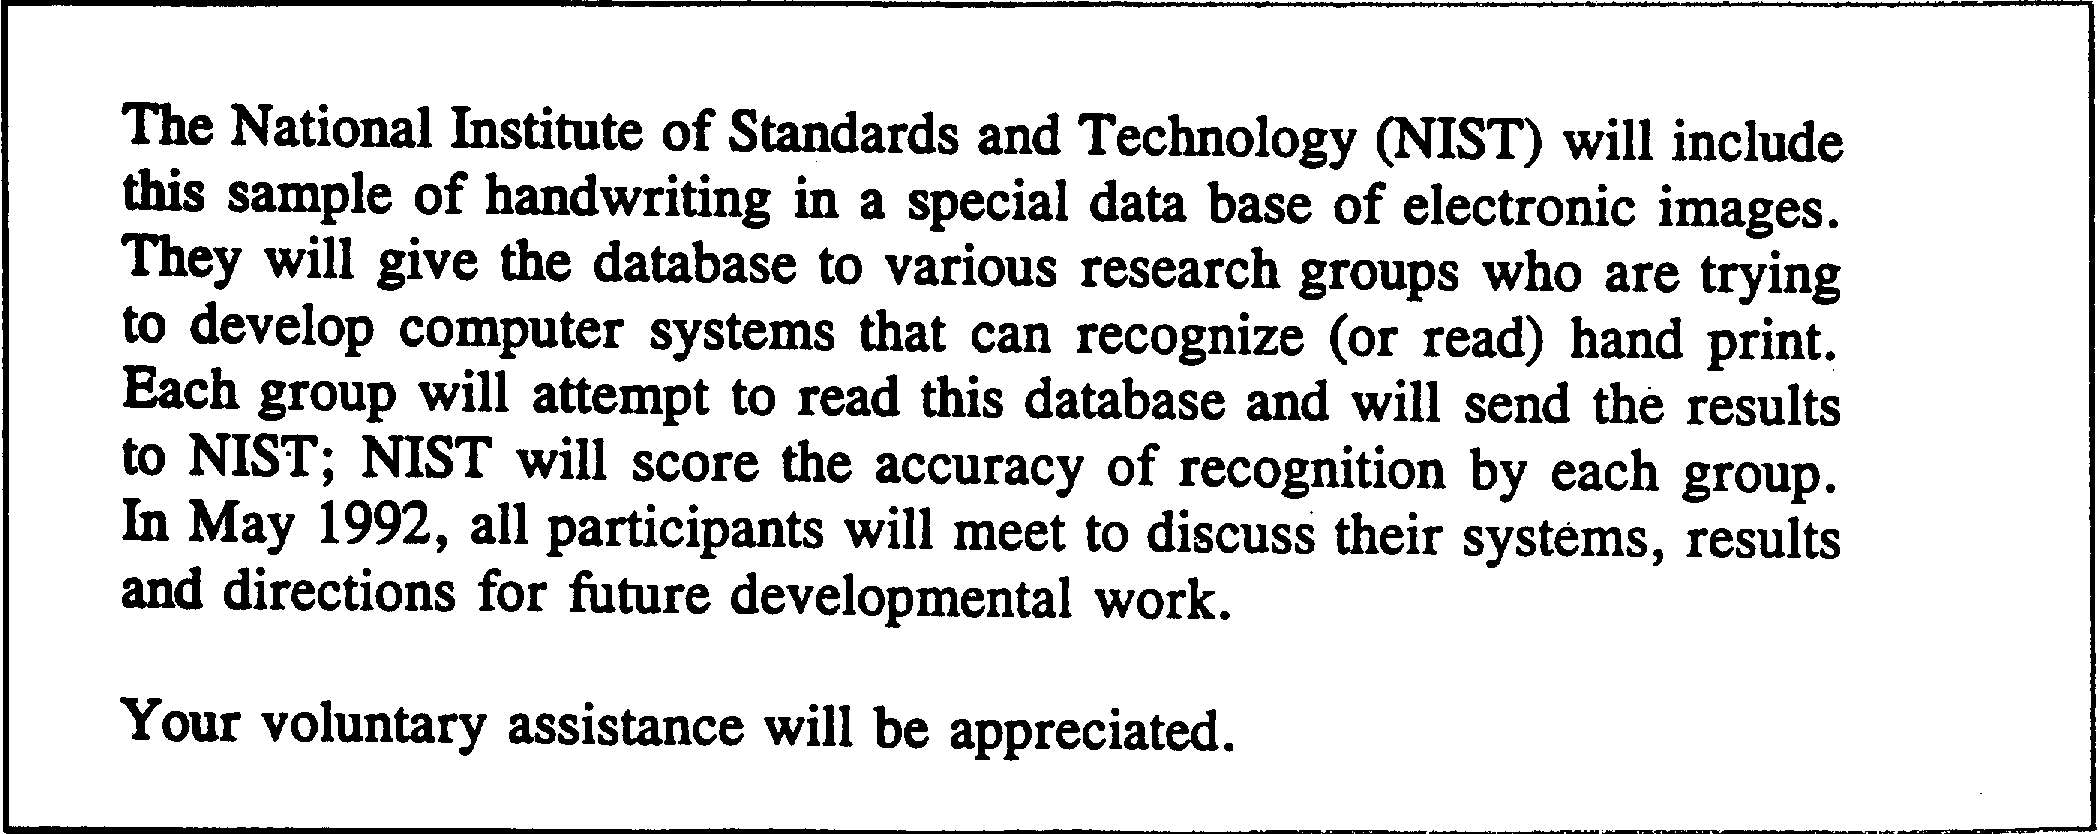 The National Institute of Standards and Technology (NIST) will include
this sample of handwriting in a special data base of electronic images.
They will give the database to various research groups who are trying
to develop computer systems that can recognize (or read) hand print.
Each group will attempt to read this database and will send the results
to NIST; NIST will score the accuracy of recognition by each group.
In May 1992, all participants will meet to discuss their systems, results
and directions for future developmental work.
Your voluntary assistance will be appreciated.